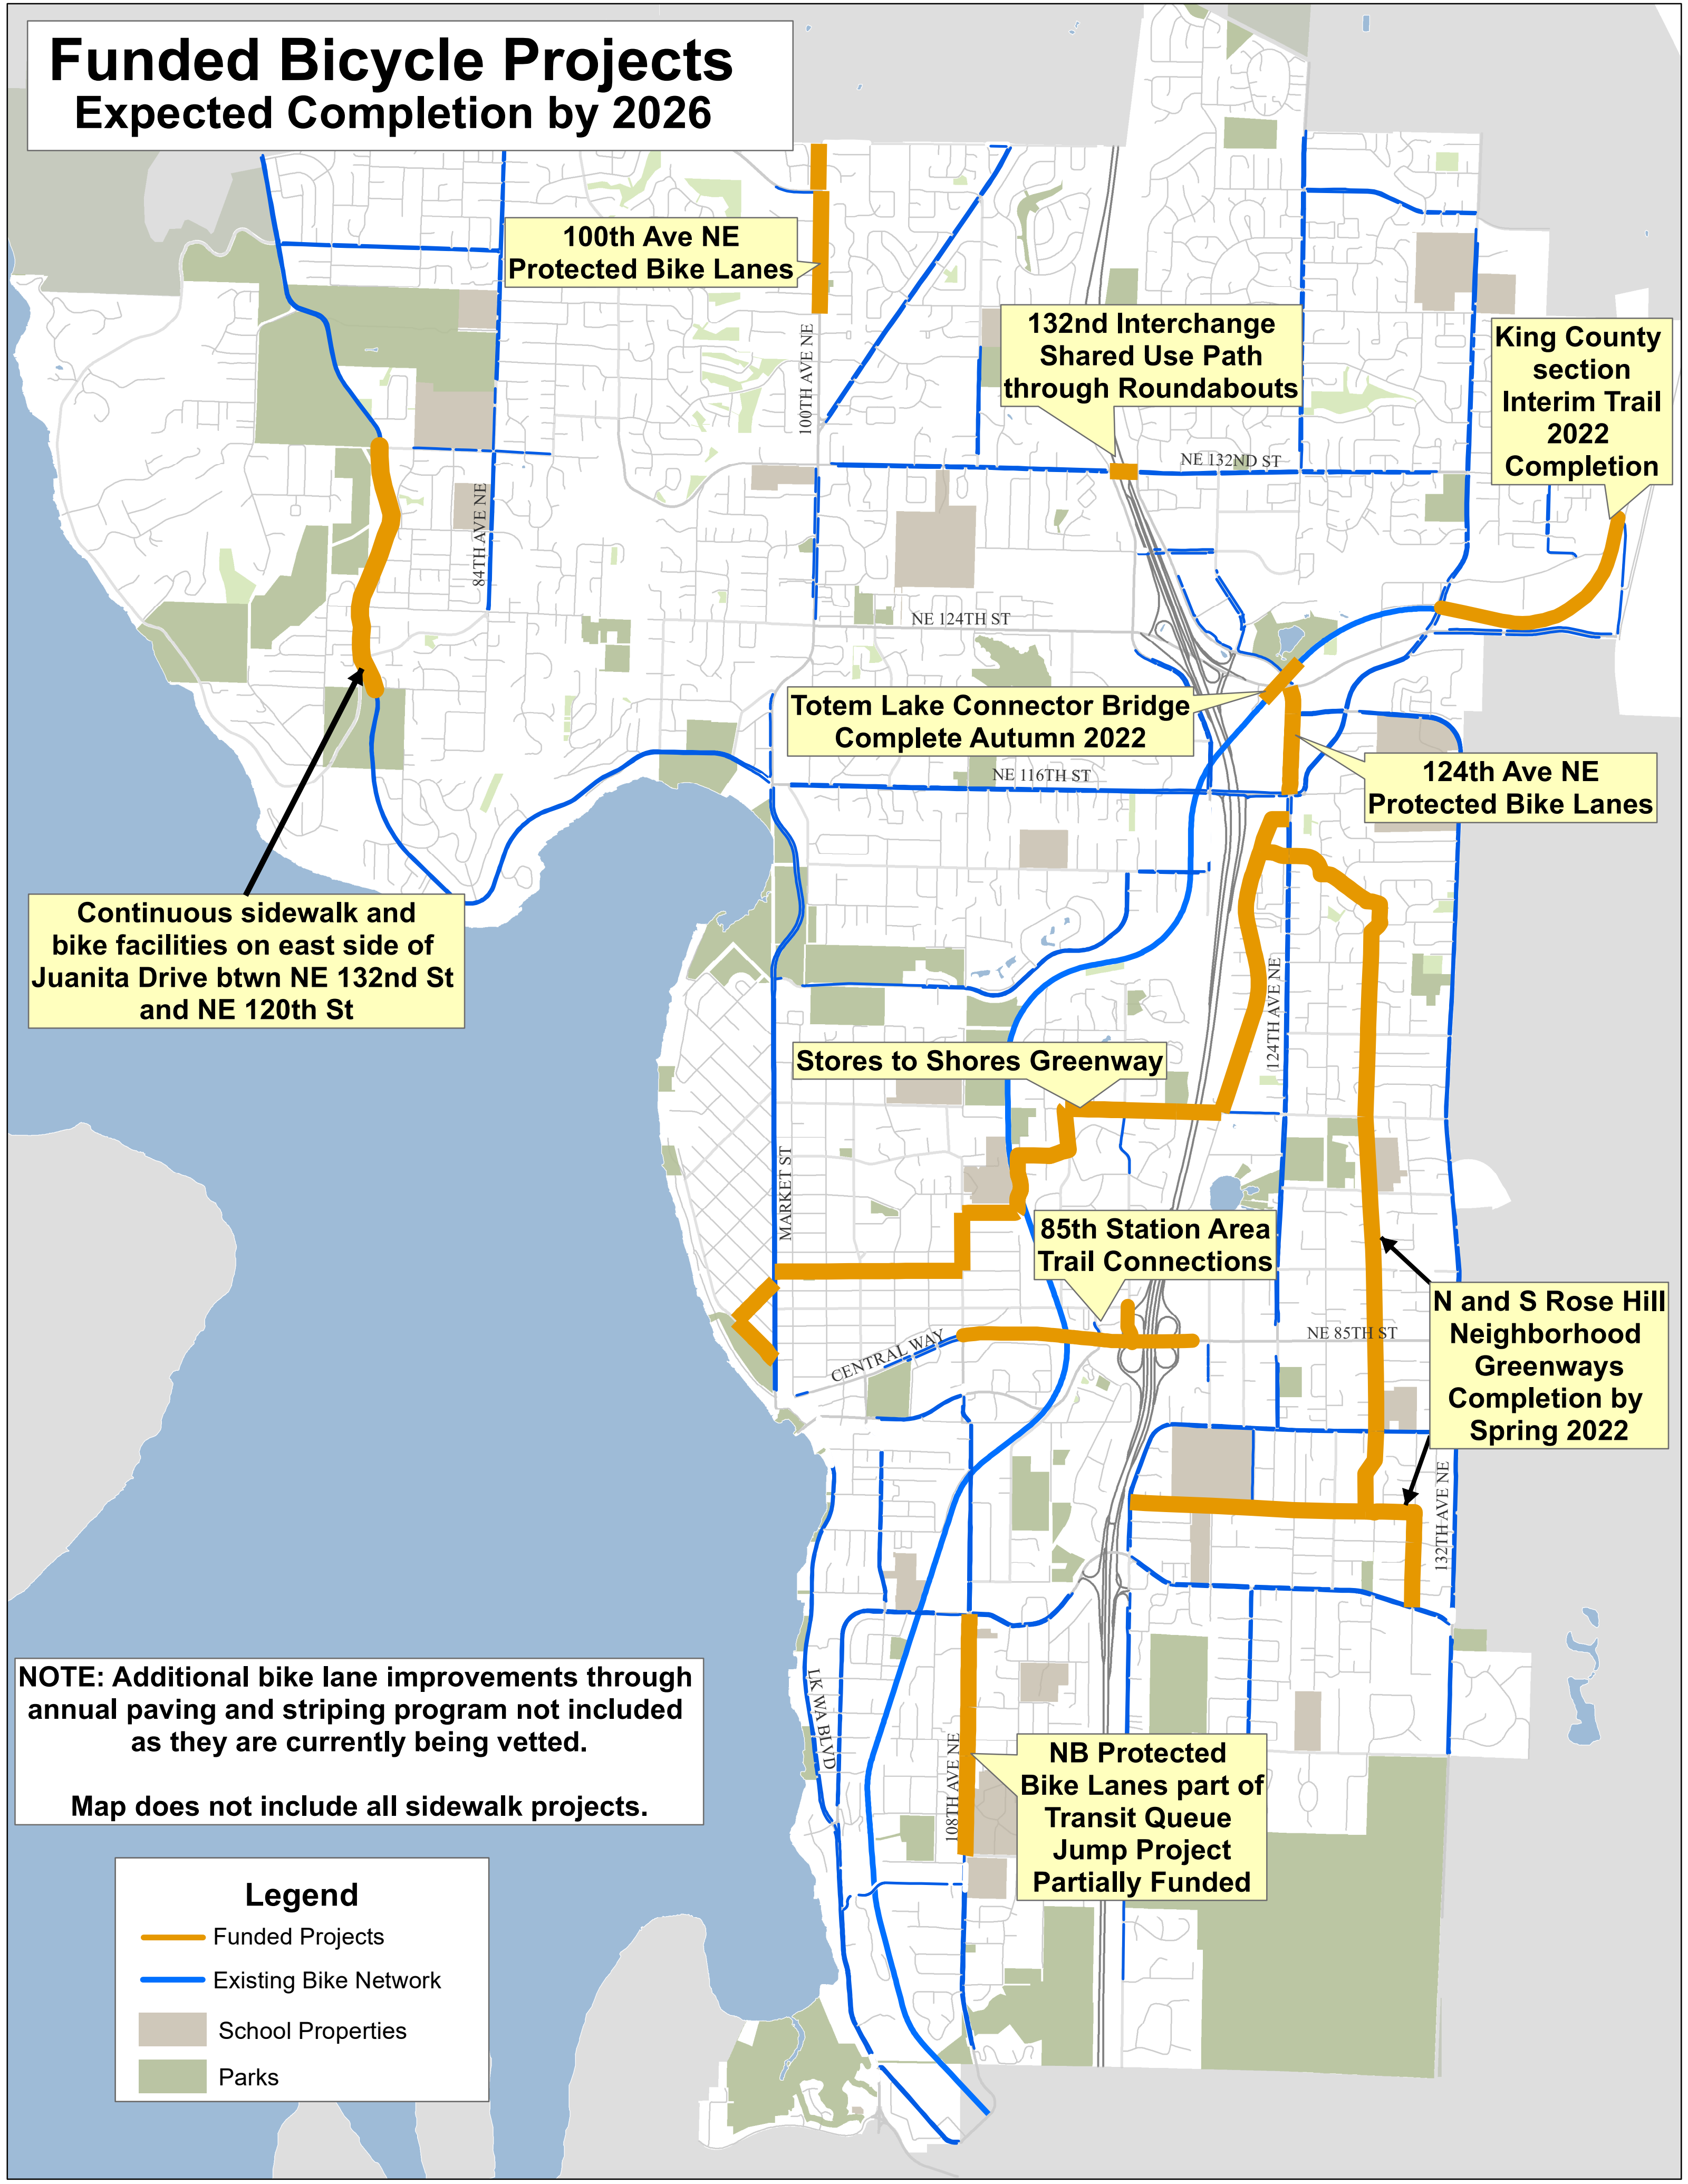 Funded Bicycle Projects
Expected Completion by 2026
100th Ave NE
Protected Bike Lanes
100TH AVE NE
132nd Interchange
Shared Use Path
through Roundabouts
King County
section
Interim Trail
2022
Completion
NE 132ND ST
84TH AVE NE
NE 124TH ST
Totem Lake Connector Bridge
Complete Autumn 2022
NE 116TH ST
124th Ave NE
Protected Bike Lanes
Continuous sidewalk and
bike facilities on east side of
Juanita Drive btwn NE 132nd St
and NE 120th St
124TH AVE NE
Stores to Shores Greenway
MARKET ST
85th Station Area
Trail Connections
N and S Rose Hill
Neighborhood
Greenways
Completion by
Spring 2022
NE 85TH ST
CENTRAL WAY
132TH AVE NE
LK WA BLVD
108TH AVE NE
NB Protected
Bike Lanes part of
Transit Queue
Jump Project
Partially Funded
NOTE: Additional bike lane improvements through
annual paving and striping program not included
as they are currently being vetted.
Map does not include all sidewalk projects.
Legend
Funded Projects
Existing Bike Network
School Properties
Parks